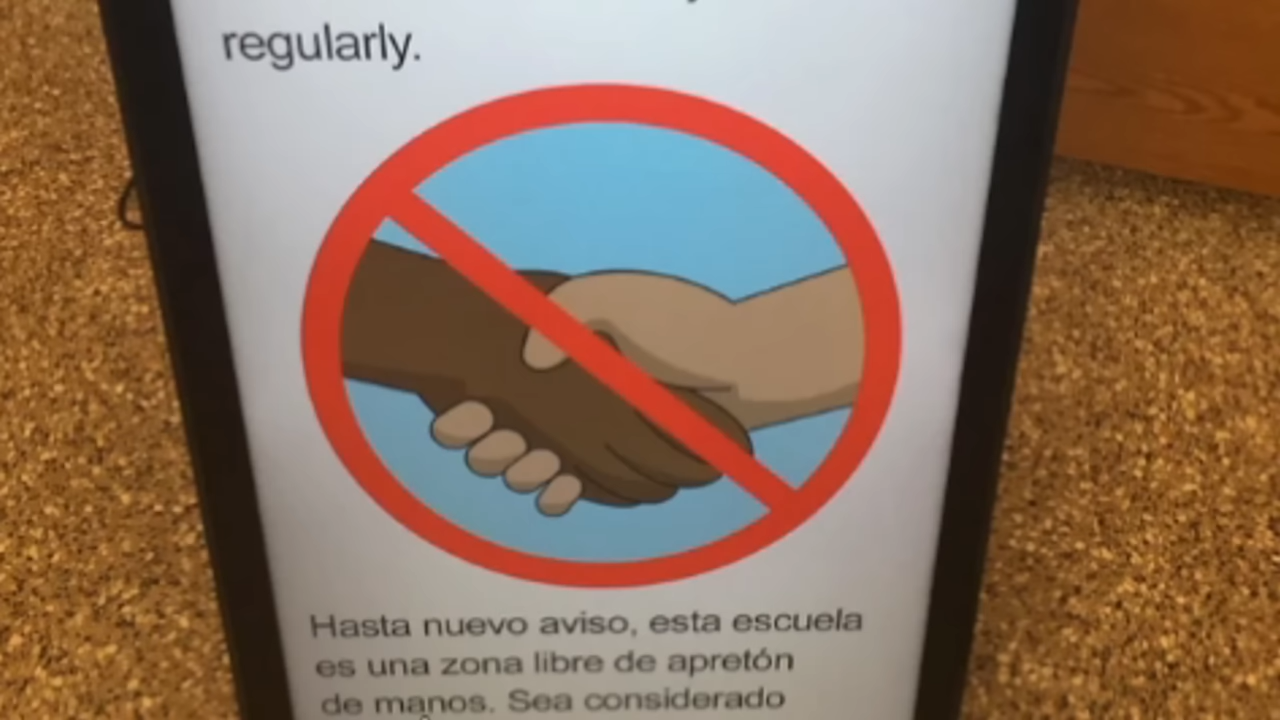 regularly.
Hasta nuevo aviso, esta escuela
es una zona libre de apretón
de manos. Sea considerado